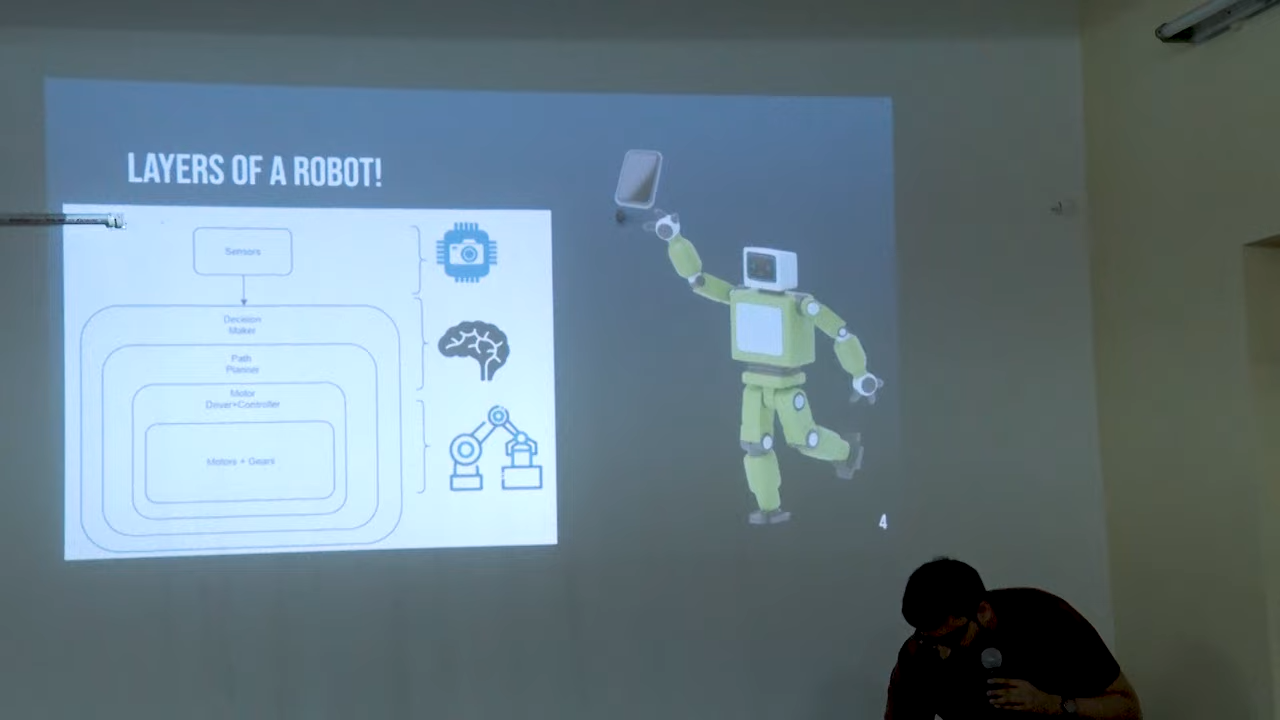 LAYERS OF A ROBOT!
Sensors
Decision
Maker
Path
Planner
Motor
Driver+Controller
Motors + Gears
4